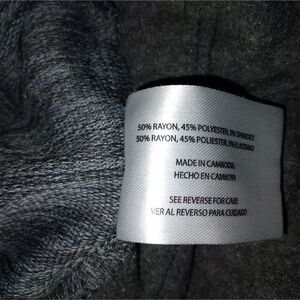 50% RAYON, 45% POLYESTER, 5% SPANDEX
50% RAYON, 45% POLIESTER, 5% ELASTANO
MADE IN CAMBODIA
HECHO EN CAMBOYA
SEE REVERSE FOR CARE
VER AL REVERSO PARA CUIDADO